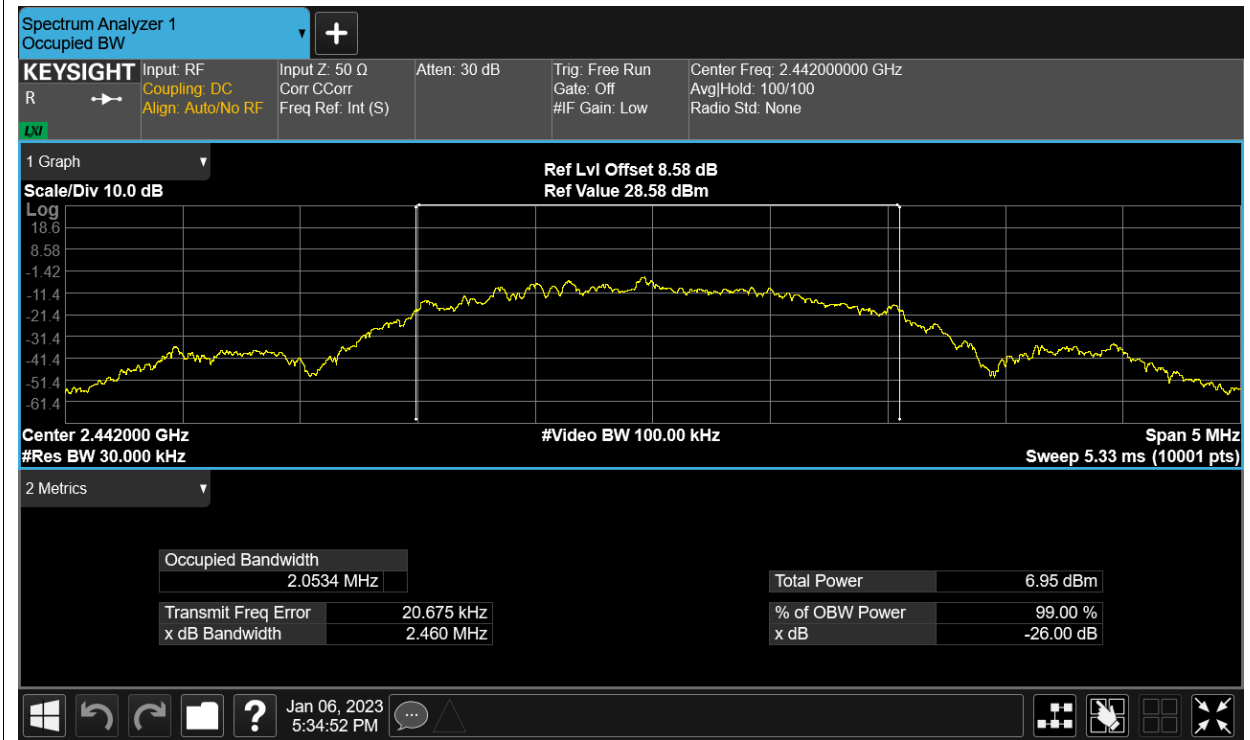 Spectrum Analyzer 1
Occupied BW
KEYSIGHT
R
LXI
Input: RF
Coupling: DC
Align: Auto/No RF
Input Z: 50 Ω
Corr CCorr
Freq Ref: Int (S)
Atten: 30 dB
Trig: Free Run
Gate: Off
#IF Gain: Low
Center Freq: 2.442000000 GHz
Avg|Hold: 100/100
Radio Std: None
1 Graph
Scale/Div 10.0 dB
Ref Lvl Offset 8.58 dB
Ref Value 28.58 dBm
Log
18.6
8.58
-1.42
-11.4
-21.4
-31.4
-41.4
-51.4
-61.4
Center 2.442000 GHz
#Video BW 100.00 kHz
Span 5 MHz
#Res BW 30.000 kHz
Sweep 5.33 ms (10001 pts)
2 Metrics
Occupied Bandwidth
2.0534 MHz
Total Power 6.95 dBm
Transmit Freq Error 20.675 kHz
% of OBW Power 99.00 %
x dB Bandwidth 2.460 MHz
x dB -26.00 dB
?
Jan 06, 2023
5:34:52 PM